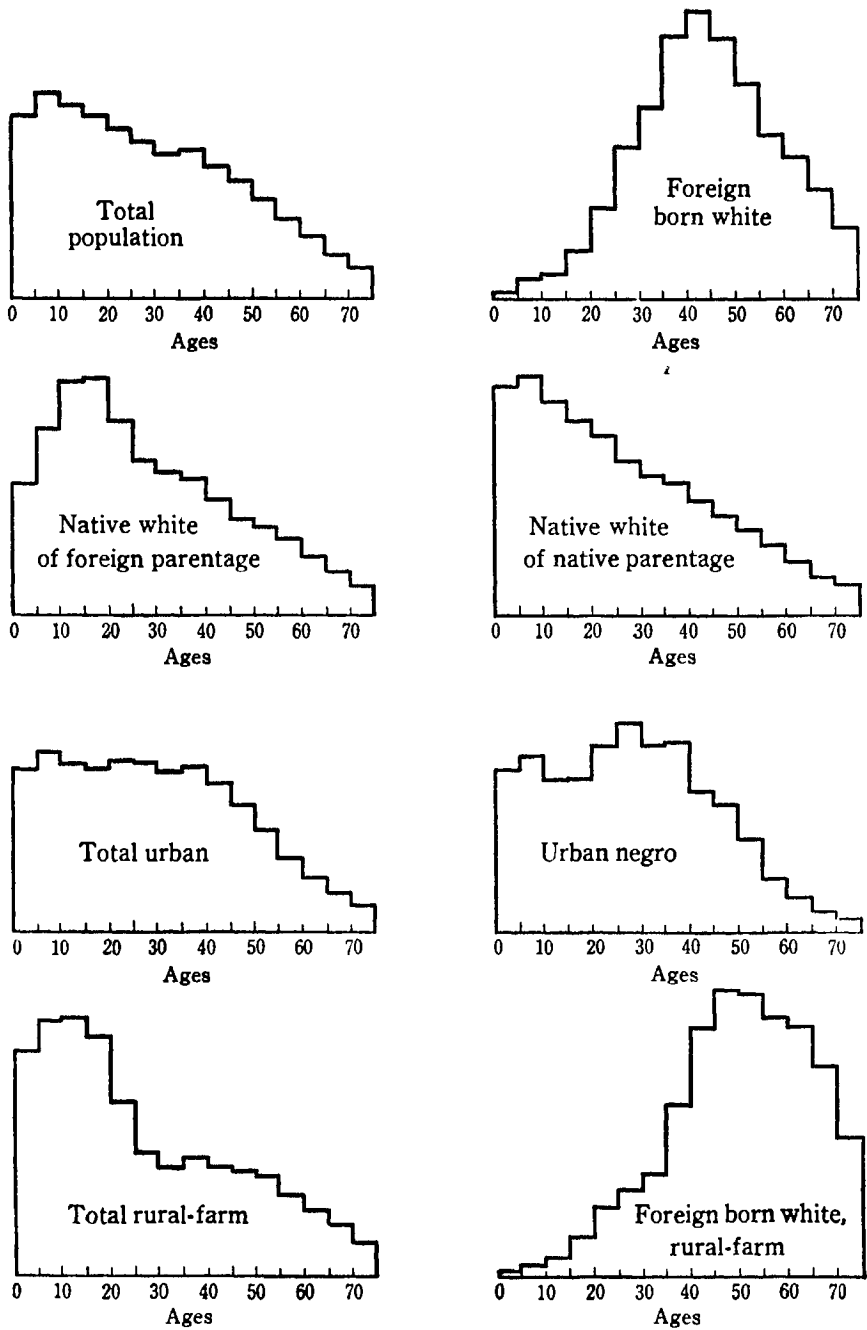 Total
population
0 10 20 30 40 50 60 70
Ages
Foreign
born white
0 10 20 30 40 50 60 70
Ages
Native white
of foreign parentage
0 10 20 30 40 50 60 70
Ages
Native white
of native parentage
0 10 20 30 40 50 60 70
Ages
Total urban
0 10 20 30 40 50 60 70
Ages
Urban negro
0 10 20 30 40 50 60 70
Ages
Total rural-farm
0 10 20 30 40 50 60 70
Ages
Foreign born white,
rural-farm
0 10 20 30 40 50 60 70
Ages